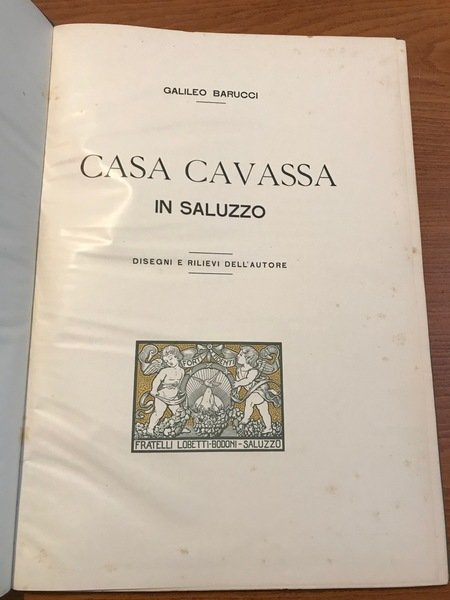 GALILEO BARUCCI
CASA CAVASSA
IN SALUZZO
DISEGNI E RILIEVI DELL'AUTORE
FRATELLI LOBETTI-BODONI-SALUZZO